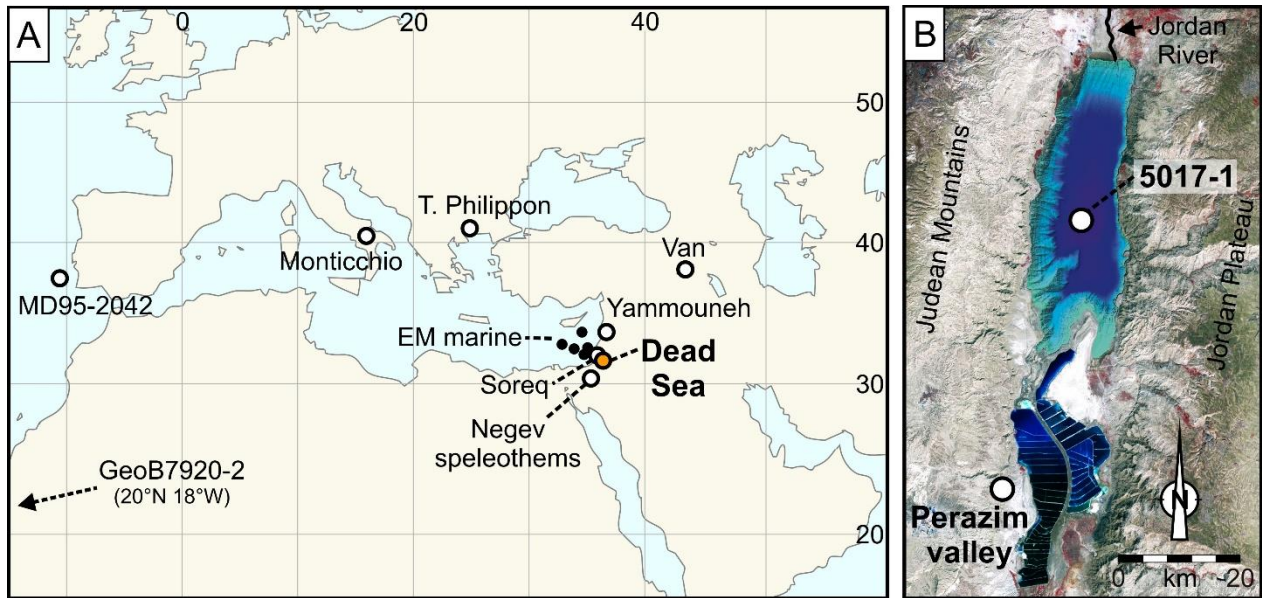 A
0
20
40
50
T. Philippon
40
Monticchio
Van
MD95-2042
Yammouneh
EM marine
Dead
Sea
Soreq
30
Negev
speleothems
GeoB7920-2
(20°N 18°W)
20
B
Jordan
River
Judean Mountains
5017-1
Jordan Plateau
Perazim
valley
N
0 km 20